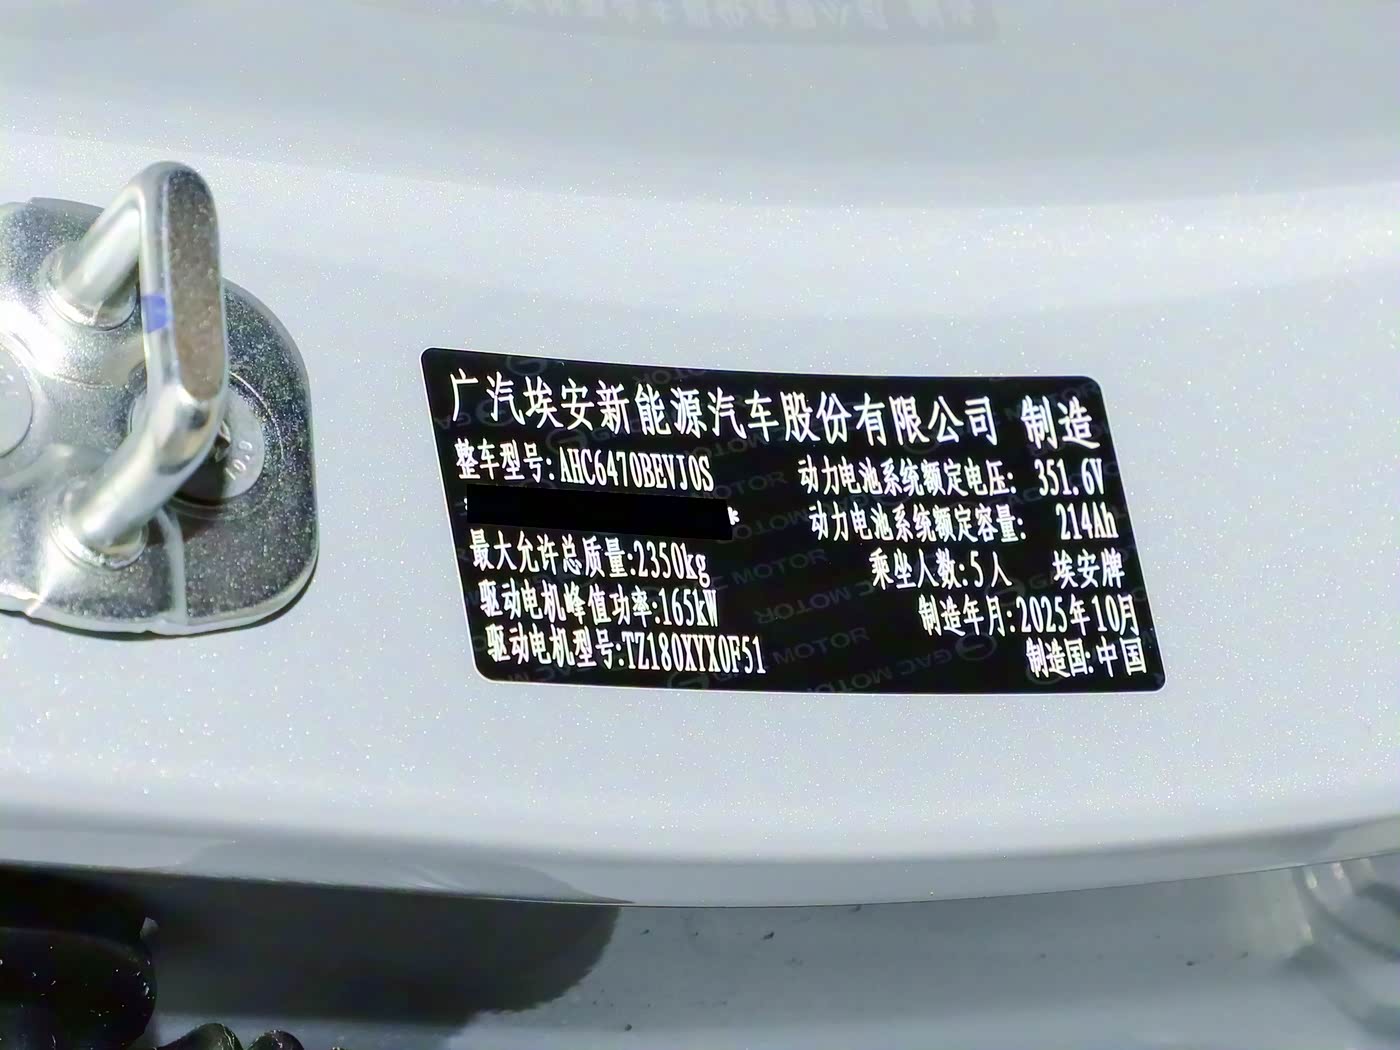 广汽埃安新能源汽车股份有限公司 制造
整车型号:AHC6470BEVJ0S
动力电池系统额定电压: 351.6V
动力电池系统额定容量: 214Ah
最大允许总质量:2350kg
乘坐人数:5人 埃安牌
驱动电机峰值功率:165kW
制造年月:2025年10月
驱动电机型号:TZ180XYX0F51
制造国:中国
GAC MOTOR
10.9